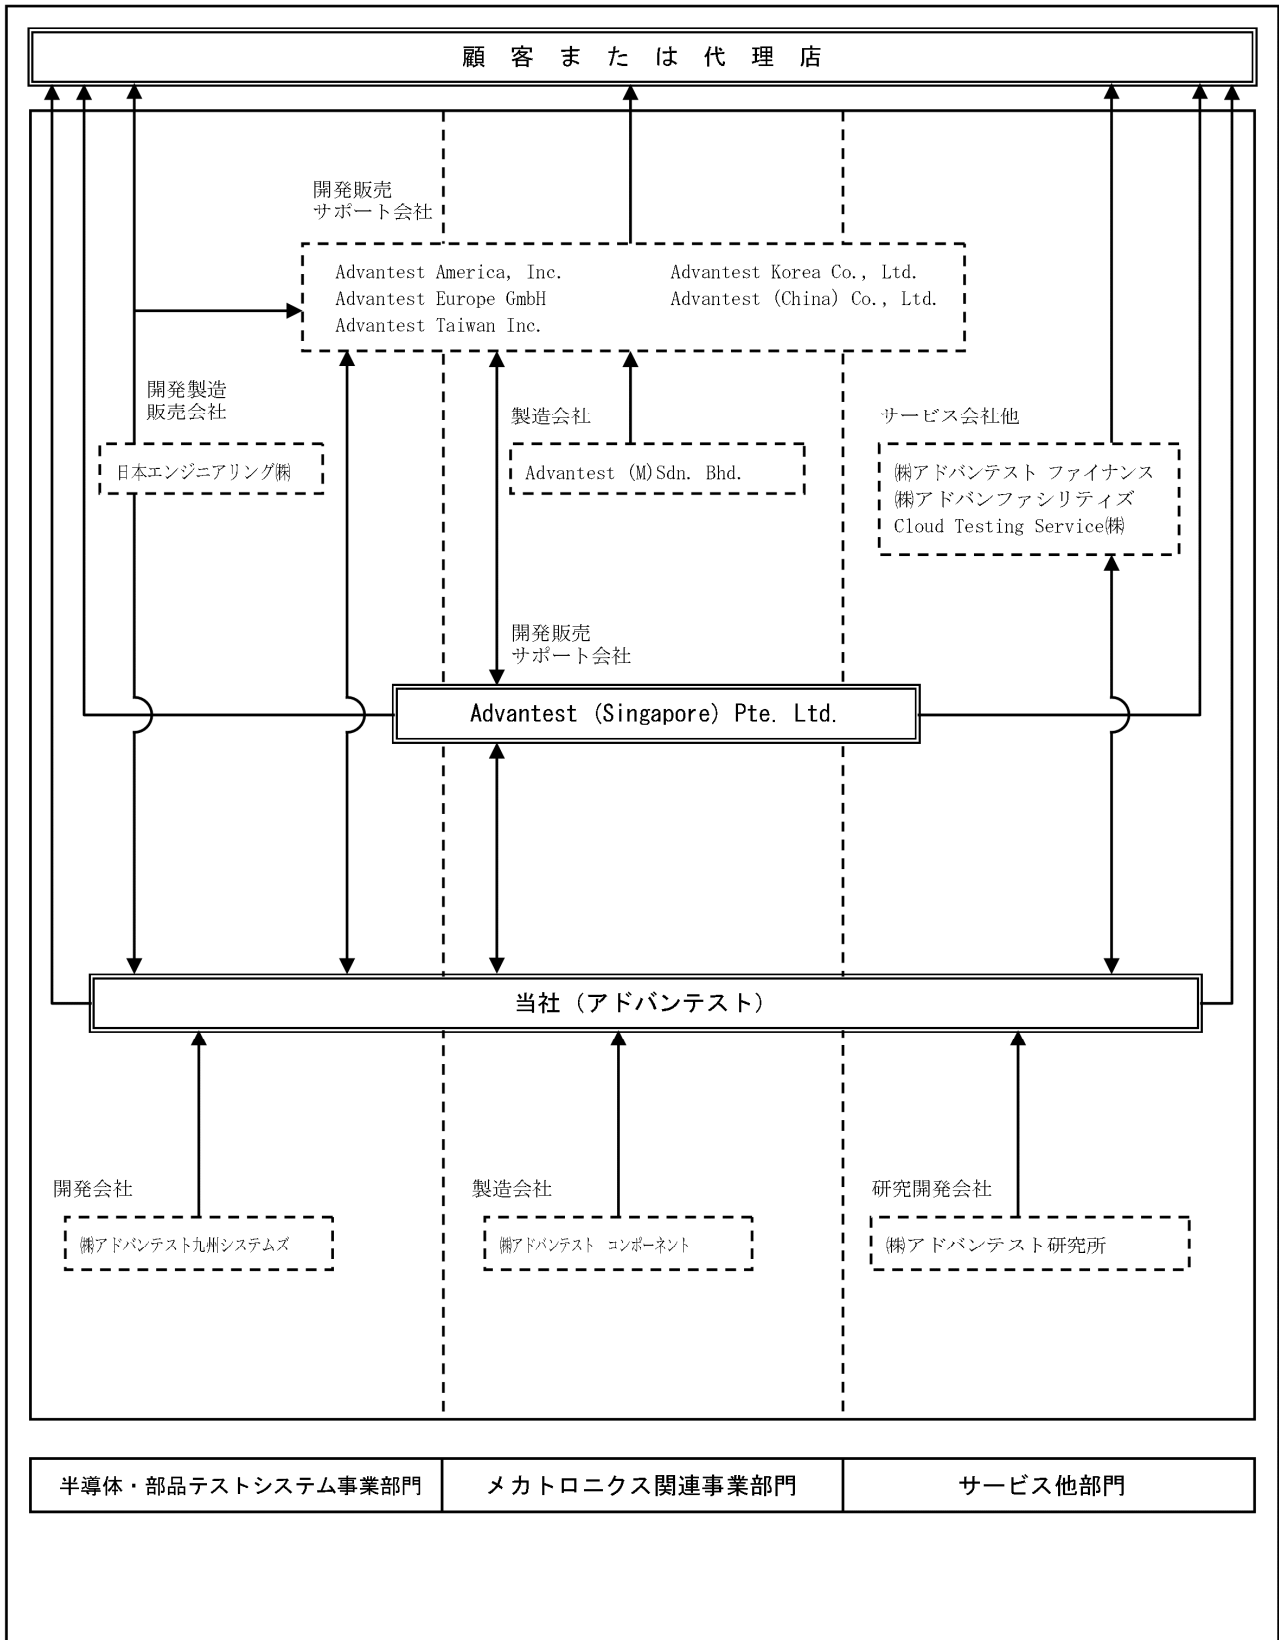 顧客または代理店
開発販売
サポート会社
Advantest America, Inc.
Advantest Korea Co., Ltd.
Advantest Europe GmbH
Advantest (China) Co., Ltd.
Advantest Taiwan Inc.
開発製造
販売会社
日本エンジニアリング㈱
製造会社
Advantest (M)Sdn. Bhd.
サービス会社他
㈱アドバンテスト ファイナンス
㈱アドバンファシリティズ
Cloud Testing Service㈱
開発販売
サポート会社
Advantest (Singapore) Pte. Ltd.
当社（アドバンテスト）
開発会社
㈱アドバンテスト九州システムズ
製造会社
㈱アドバンテスト コンポーネント
研究開発会社
㈱アドバンテスト研究所
半導体・部品テストシステム事業部門
メカトロニクス関連事業部門
サービス他部門